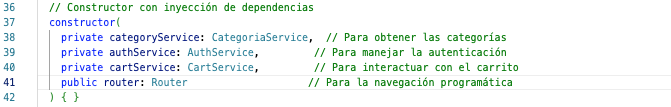 36 // Constructor con inyección de dependencias
37 constructor(
38 private categoryService: CategoriaService, // Para obtener las categorías
39 private authService: AuthService, // Para manejar la autenticación
40 private cartService: CartService, // Para interactuar con el carrito
41 public router: Router // Para la navegación programática
42 ) { }